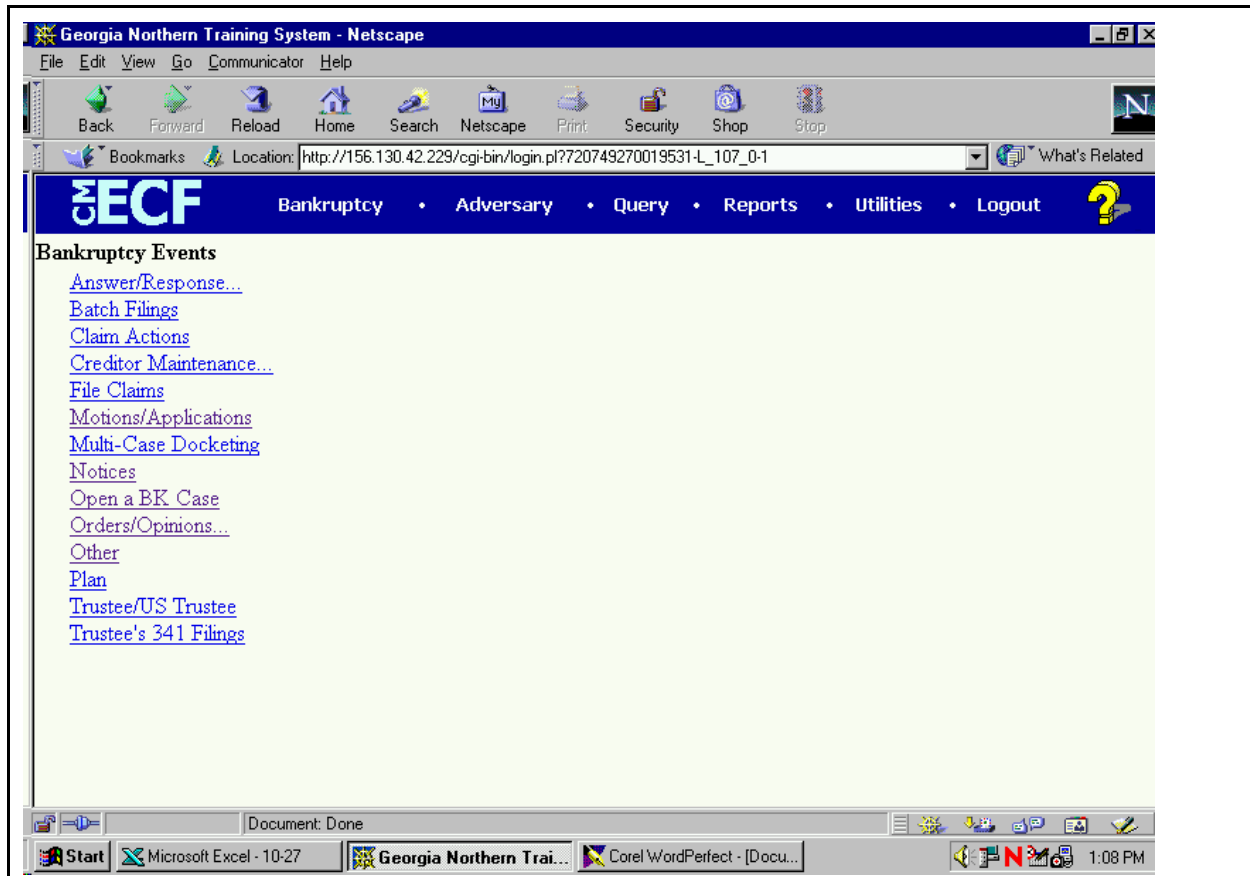 Georgia Northern Training System - Netscape
File Edit View Go Communicator Help
Back Forward Reload Home Search My Netscape Print Security Shop Stop N
Bookmarks Location: http://156.130.42.229/cgi-bin/login.pl?720749270019531-L_107_0-1 What's Related
CM ECF Bankruptcy • Adversary • Query • Reports • Utilities • Logout ?
Bankruptcy Events
Answer/Response...
Batch Filings
Claim Actions
Creditor Maintenance...
File Claims
Motions/Applications
Multi-Case Docketing
Notices
Open a BK Case
Orders/Opinions...
Other
Plan
Trustee/US Trustee
Trustee's 341 Filings
Document: Done
Start Microsoft Excel - 10-27 Georgia Northern Trai... Corel WordPerfect - [Docu... N 1:08 PM